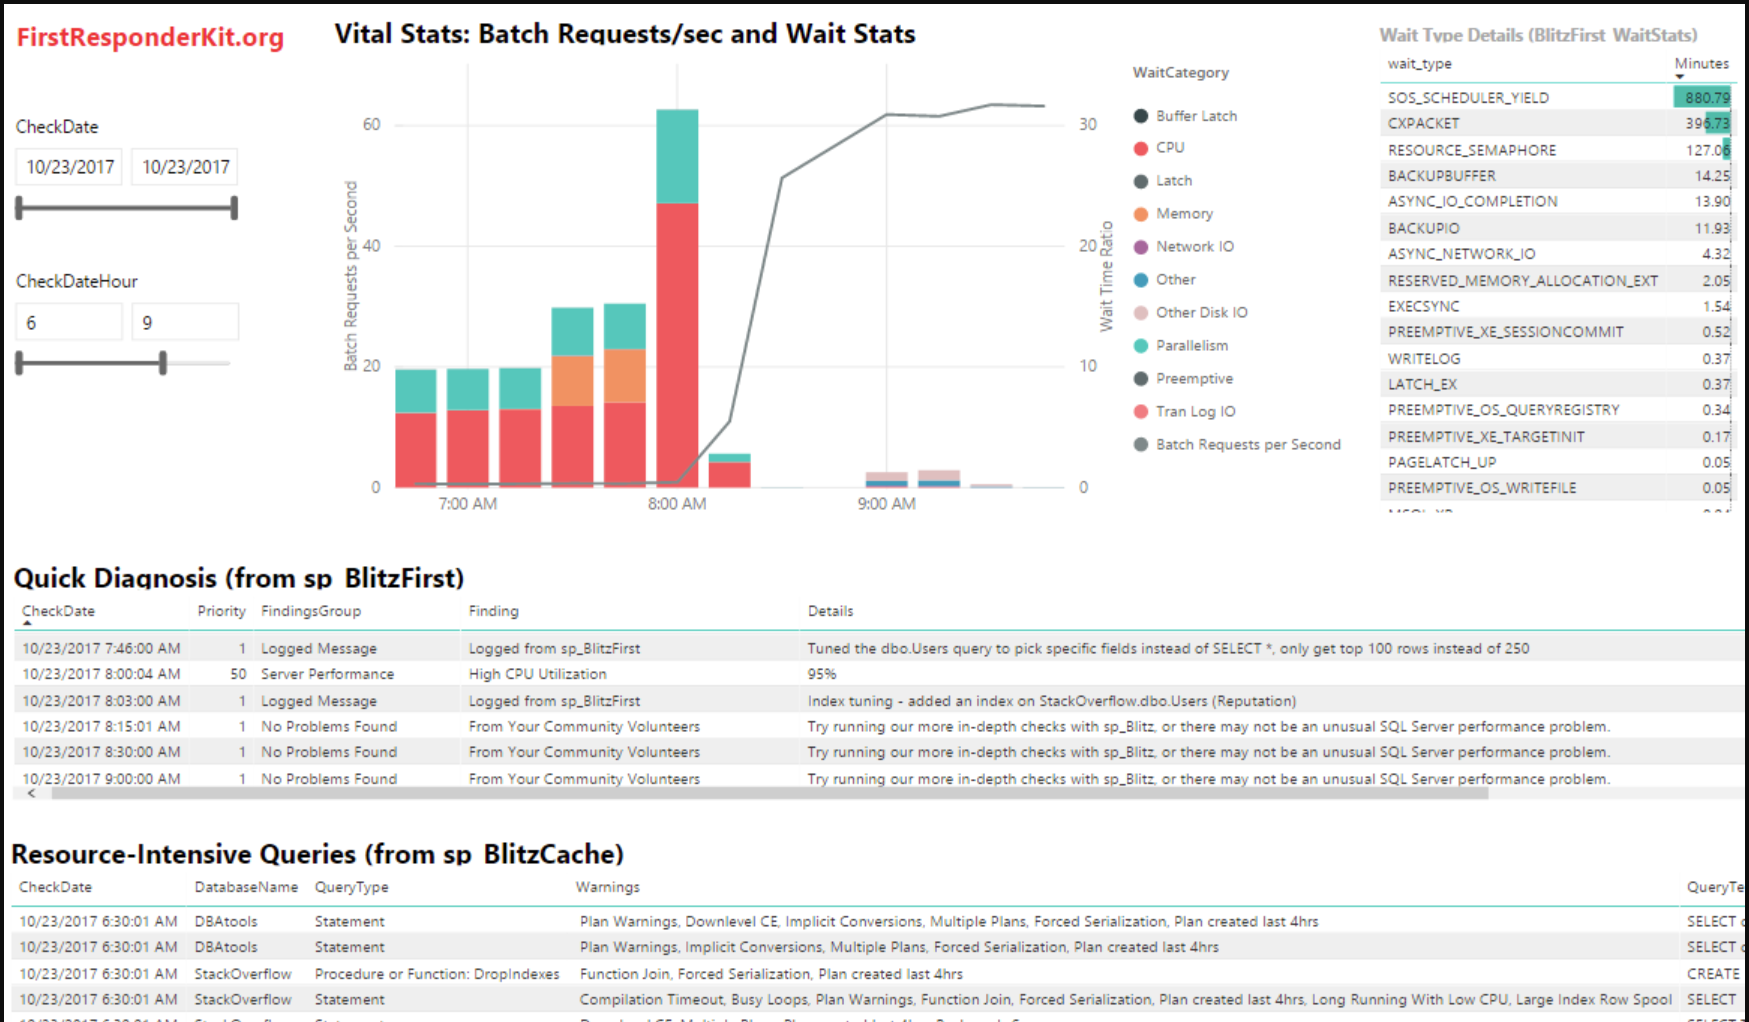 FirstResponderKit.org
CheckDate
10/23/2017 10/23/2017
CheckDateHour
6 9
Vital Stats: Batch Requests/sec and Wait Stats
Batch Requests per Second
60
40
20
0
7:00 AM 8:00 AM 9:00 AM
30
20
10
0
Wait Time Ratio
WaitCategory
Buffer Latch
CPU
Latch
Memory
Network IO
Other
Other Disk IO
Parallelism
Preemptive
Tran Log IO
Batch Requests per Second
Wait Type Details (BlitzFirst WaitStats)
wait_type Minutes
SOS_SCHEDULER_YIELD 880.79
CXPACKET 396.73
RESOURCE_SEMAPHORE 127.06
BACKUPBUFFER 14.25
ASYNC_IO_COMPLETION 13.90
BACKUPIO 11.93
ASYNC_NETWORK_IO 4.32
RESERVED_MEMORY_ALLOCATION_EXT 2.05
EXECSYNC 1.54
PREEMPTIVE_XE_SESSIONCOMMIT 0.52
WRITELOG 0.37
LATCH_EX 0.37
PREEMPTIVE_OS_QUERYREGISTRY 0.34
PREEMPTIVE_XE_TARGETINIT 0.17
PAGELATCH_UP 0.05
PREEMPTIVE_OS_WRITEFILE 0.05
Quick Diagnosis (from sp_BlitzFirst)
CheckDate Priority FindingsGroup Finding Details
10/23/2017 7:46:00 AM 1 Logged Message Logged from sp_BlitzFirst Tuned the dbo.Users query to pick specific fields instead of SELECT *, only get top 100 rows instead of 250
10/23/2017 8:00:04 AM 50 Server Performance High CPU Utilization 95%
10/23/2017 8:03:00 AM 1 Logged Message Logged from sp_BlitzFirst Index tuning - added an index on StackOverflow.dbo.Users (Reputation)
10/23/2017 8:15:01 AM 1 No Problems Found From Your Community Volunteers Try running our more in-depth checks with sp_Blitz, or there may not be an unusual SQL Server performance problem.
10/23/2017 8:30:00 AM 1 No Problems Found From Your Community Volunteers Try running our more in-depth checks with sp_Blitz, or there may not be an unusual SQL Server performance problem.
10/23/2017 9:00:00 AM 1 No Problems Found From Your Community Volunteers Try running our more in-depth checks with sp_Blitz, or there may not be an unusual SQL Server performance problem.
Resource-Intensive Queries (from sp_BlitzCache)
CheckDate DatabaseName QueryType Warnings QueryTe
10/23/2017 6:30:01 AM DBAtools Statement Plan Warnings, Downlevel CE, Implicit Conversions, Multiple Plans, Forced Serialization, Plan created last 4hrs SELECT
10/23/2017 6:30:01 AM DBAtools Statement Plan Warnings, Implicit Conversions, Multiple Plans, Forced Serialization, Plan created last 4hrs SELECT
10/23/2017 6:30:01 AM StackOverflow Procedure or Function: DropIndexes Function Join, Forced Serialization, Plan created last 4hrs CREATE
10/23/2017 6:30:01 AM StackOverflow Statement Compilation Timeout, Busy Loops, Plan Warnings, Function Join, Forced Serialization, Plan created last 4hrs, Long Running With Low CPU, Large Index Row Spool SELECT